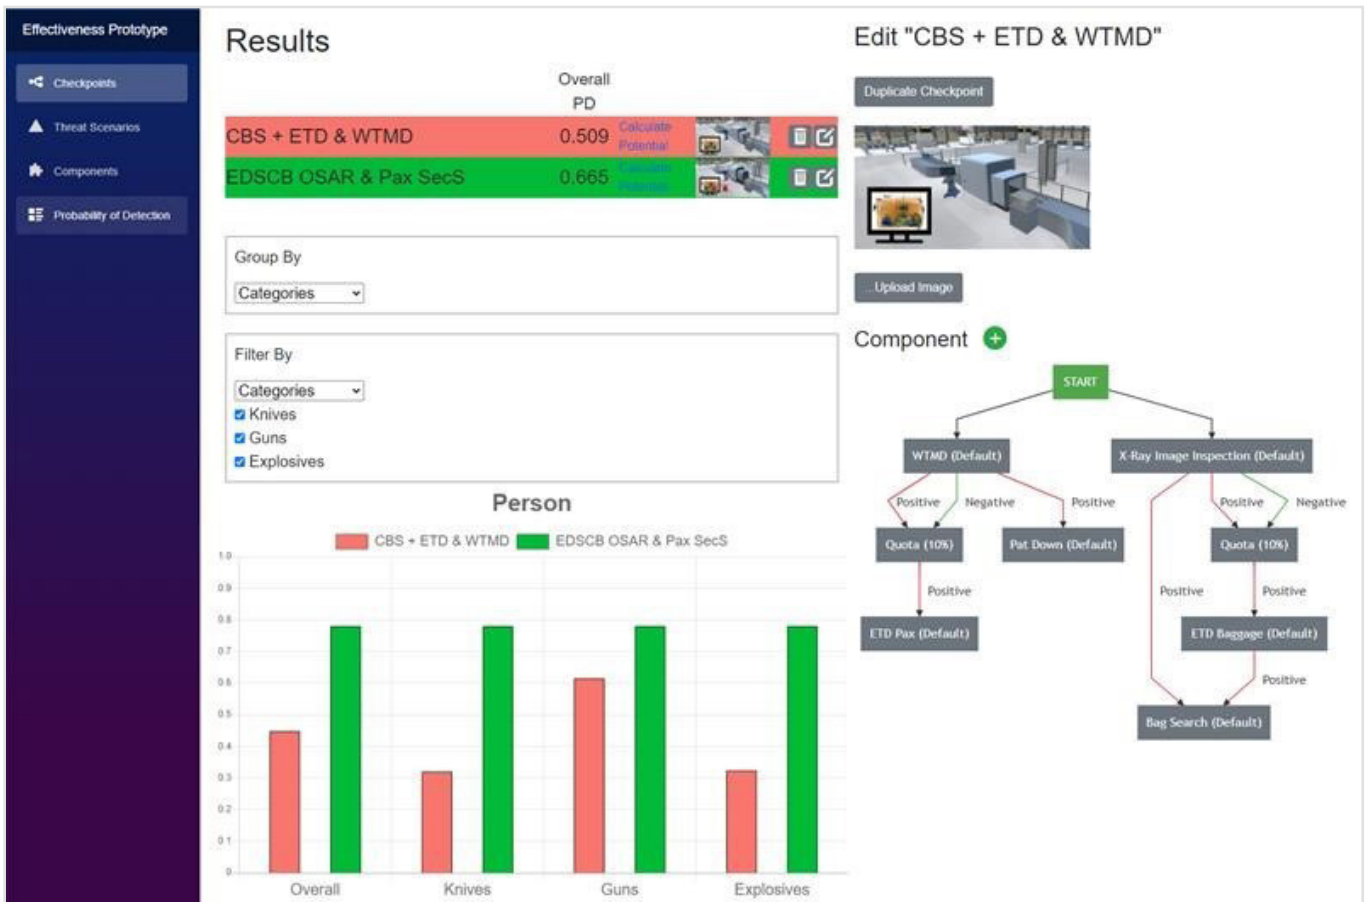 Effectiveness Prototype
Checkpoints
Threat Scenarios
Components
Probability of Detection
Results
Overall
PD
CBS + ETD & WTMD 0.509 Calculate
Potential
EDSCB OSAR & Pax SecS 0.665 Calculate
Potential
Group By
Categories
Filter By
Categories
Knives
Guns
Explosives
Person
CBS + ETD & WTMD EDSCB OSAR & Pax SecS
1.0
0.9
0.8
0.7
0.6
0.5
0.4
0.3
0.2
0.1
0
Overall Knives Guns Explosives
Edit "CBS + ETD & WTMD"
Duplicate Checkpoint
...Upload Image
Component
START
WTMD (Default) X-Ray Image Inspection (Default)
Positive Negative Positive Positive Negative
Quota (10%) Pat Down (Default) Quota (10%)
Positive Positive Positive
ETD Pax (Default) ETD Baggage (Default)
Positive
Bag Search (Default)